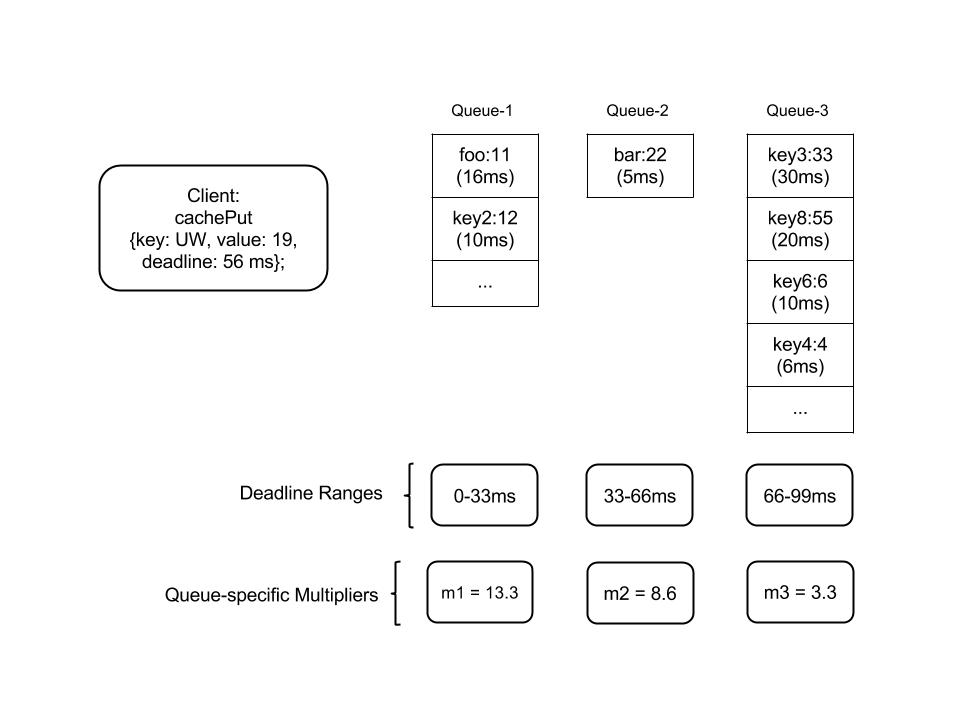 Queue-1
Queue-2
Queue-3
Client:
cachePut
{key: UW, value: 19,
deadline: 56 ms};
foo:11
(16ms)
key2:12
(10ms)
...
bar:22
(5ms)
key3:33
(30ms)
key8:55
(20ms)
key6:6
(10ms)
key4:4
(6ms)
...
Deadline Ranges
0-33ms
33-66ms
66-99ms
Queue-specific Multipliers
m1 = 13.3
m2 = 8.6
m3 = 3.3